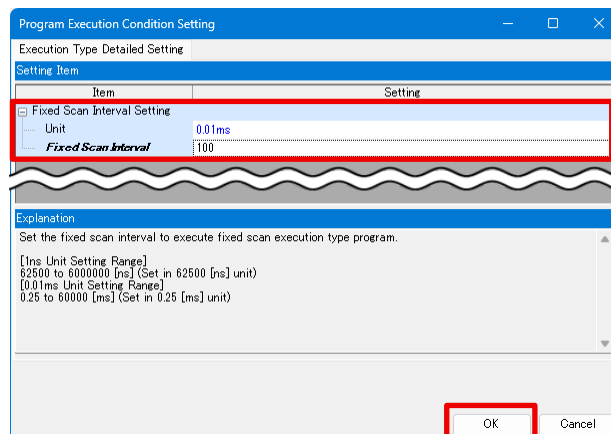 Program Execution Condition Setting
Execution Type Detailed Setting
Setting Item
Item Setting
Fixed Scan Interval Setting
Unit 0.01ms
Fixed Scan Interval 100
Explanation
Set the fixed scan interval to execute fixed scan execution type program.
[1ns Unit Setting Range]
62500 to 6000000 [ns] (Set in 62500 [ns] unit)
[0.01ms Unit Setting Range]
0.25 to 60000 [ms] (Set in 0.25 [ms] unit)
OK Cancel